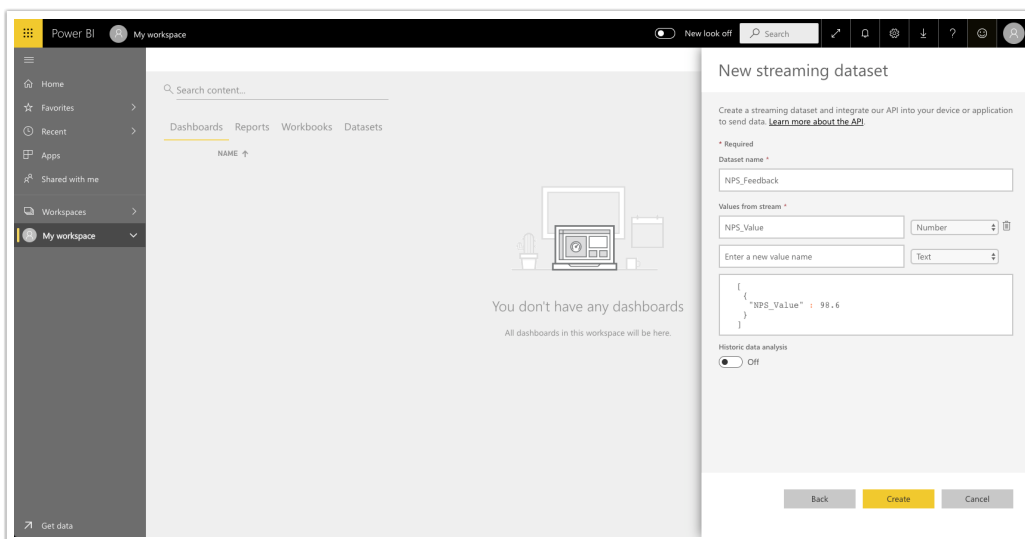 Power BI
My workspace
New look off
Search
Home
Favorites
Recent
Apps
Shared with me
Workspaces
My workspace
Get data
Search content...
Dashboards Reports Workbooks Datasets
NAME
You don't have any dashboards
All dashboards in this workspace will be here.
New streaming dataset
Create a streaming dataset and integrate our API into your device or application
to send data. Learn more about the API.
* Required
Dataset name *
NPS_Feedback
Values from stream *
NPS_Value Number
Enter a new value name Text
[
{
"NPS_Value" : 98.6
}
]
Historic data analysis
Off
Back Create Cancel